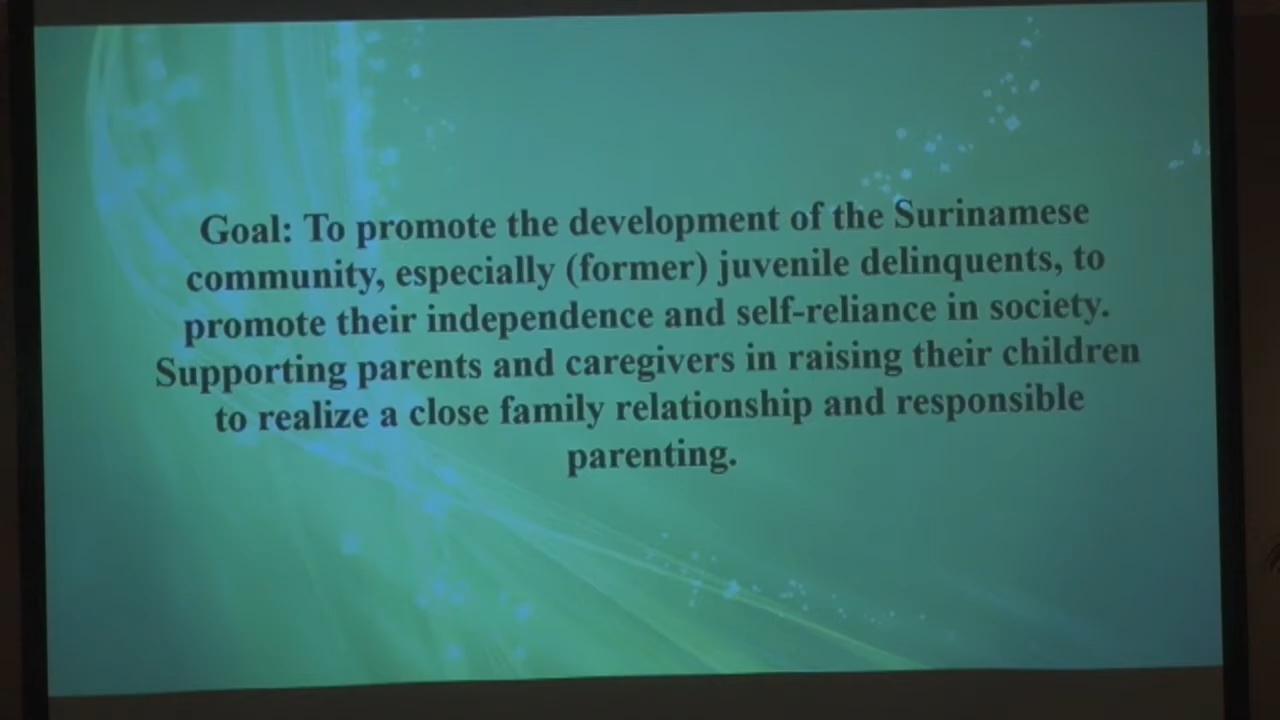 Goal: To promote the development of the Surinamese
community, especially (former) juvenile delinquents, to
promote their independence and self-reliance in society.
Supporting parents and caregivers in raising their children
to realize a close family relationship and responsible
parenting.